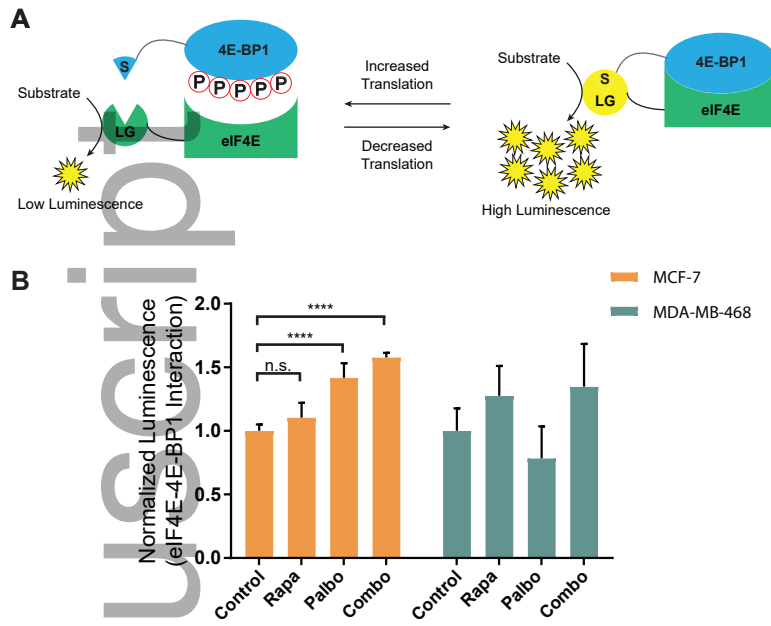 A
S
4E-BP1
P P P P P
Substrate
LG
eIF4E
Low Luminescence
Increased
Translation
Decreased
Translation
Substrate
S
LG
4E-BP1
eIF4E
High Luminescence
uscript
B
MCF-7
MDA-MB-468
Normalized Luminescence
(eIF4E-4E-BP1 Interaction)
2.0
1.5
1.0
0.5
0.0
****
****
n.s.
Control
Rapa
Palbo
Combo
Control
Rapa
Palbo
Combo